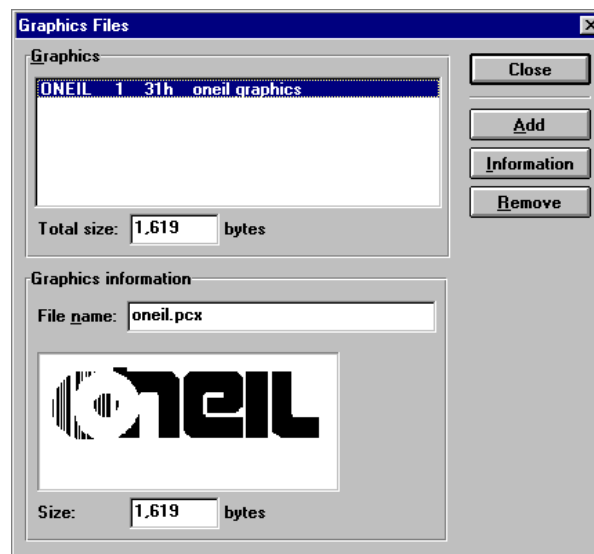 Graphics Files
Graphics
ONEIL 1 31h oneil graphics
Total size: 1,619 bytes
Close
Add
Information
Remove
Graphics information
File name: oneil.pcx
oneil
Size: 1,619 bytes